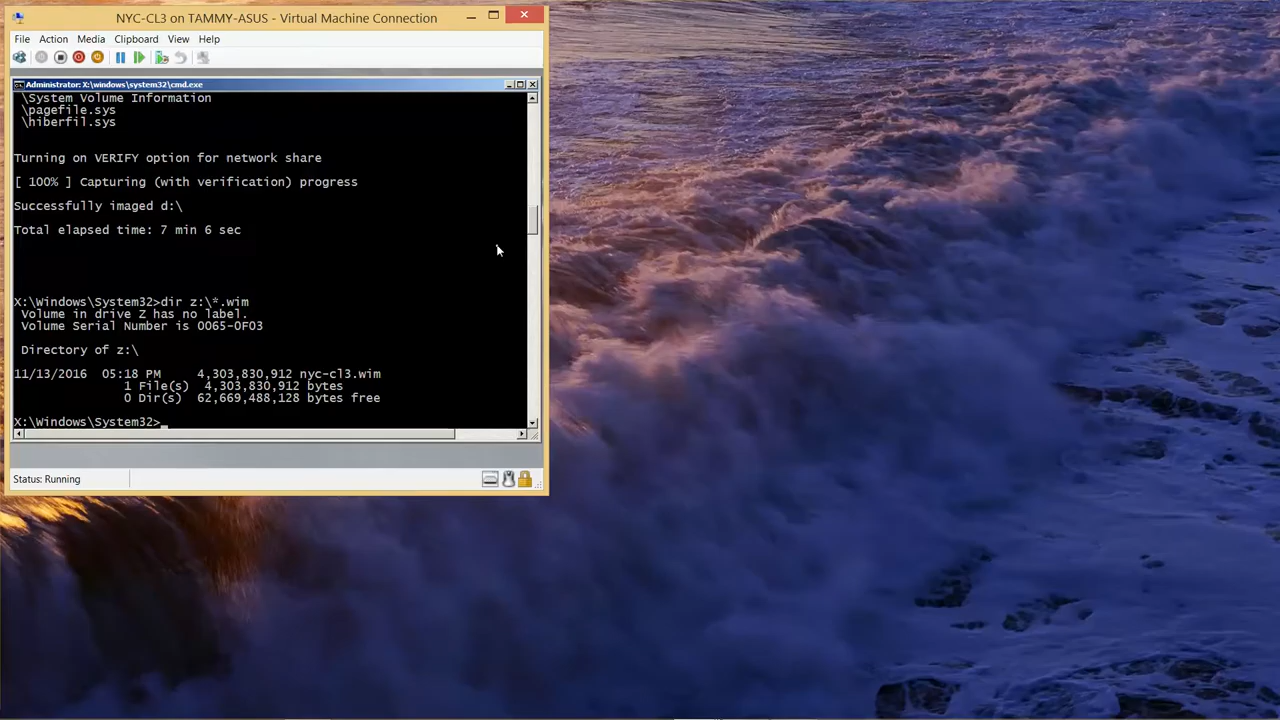 NYC-CL3 on TAMMY-ASUS - Virtual Machine Connection
File Action Media Clipboard View Help
Administrator: X:\windows\system32\cmd.exe
\System Volume Information
\pagefile.sys
\hiberfil.sys
Turning on VERIFY option for network share
[ 100% ] Capturing (with verification) progress
Successfully imaged d:\
Total elapsed time: 7 min 6 sec
X:\Windows\System32>dir z:\*.wim
Volume in drive Z has no label.
Volume Serial Number is 0065-0F03
Directory of z:\
11/13/2016 05:18 PM 4,303,830,912 nyc-cl3.wim
1 File(s) 4,303,830,912 bytes
0 Dir(s) 62,669,488,128 bytes free
X:\Windows\System32>_
Status: Running